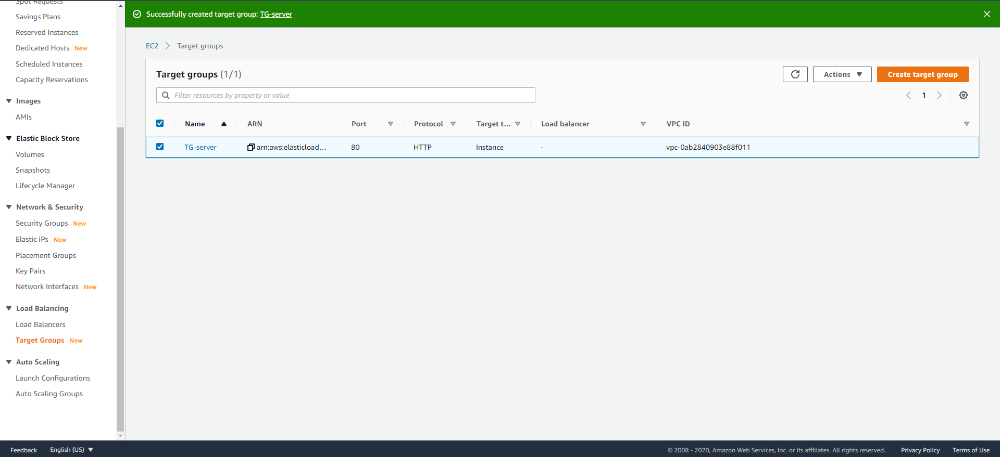 Spot Requests
Savings Plans
Reserved Instances
Dedicated Hosts New
Scheduled Instances
Capacity Reservations
Images
AMIs
Elastic Block Store
Volumes
Snapshots
Lifecycle Manager
Network & Security
Security Groups New
Elastic IPs New
Placement Groups
Key Pairs
Network Interfaces New
Load Balancing
Load Balancers
Target Groups New
Auto Scaling
Launch Configurations
Auto Scaling Groups
Successfully created target group: TG-server
EC2 Target groups
Target groups (1/1)
Actions
Create target group
Filter resources by property or value
1
Name ARN Port Protocol Target t... Load balancer VPC ID
TG-server arn:aws:elasticload... 80 HTTP Instance - vpc-0ab2840903e88f011
Feedback English (US) © 2008 - 2020, Amazon Web Services, Inc. or its affiliates. All rights reserved. Privacy Policy Terms of Use